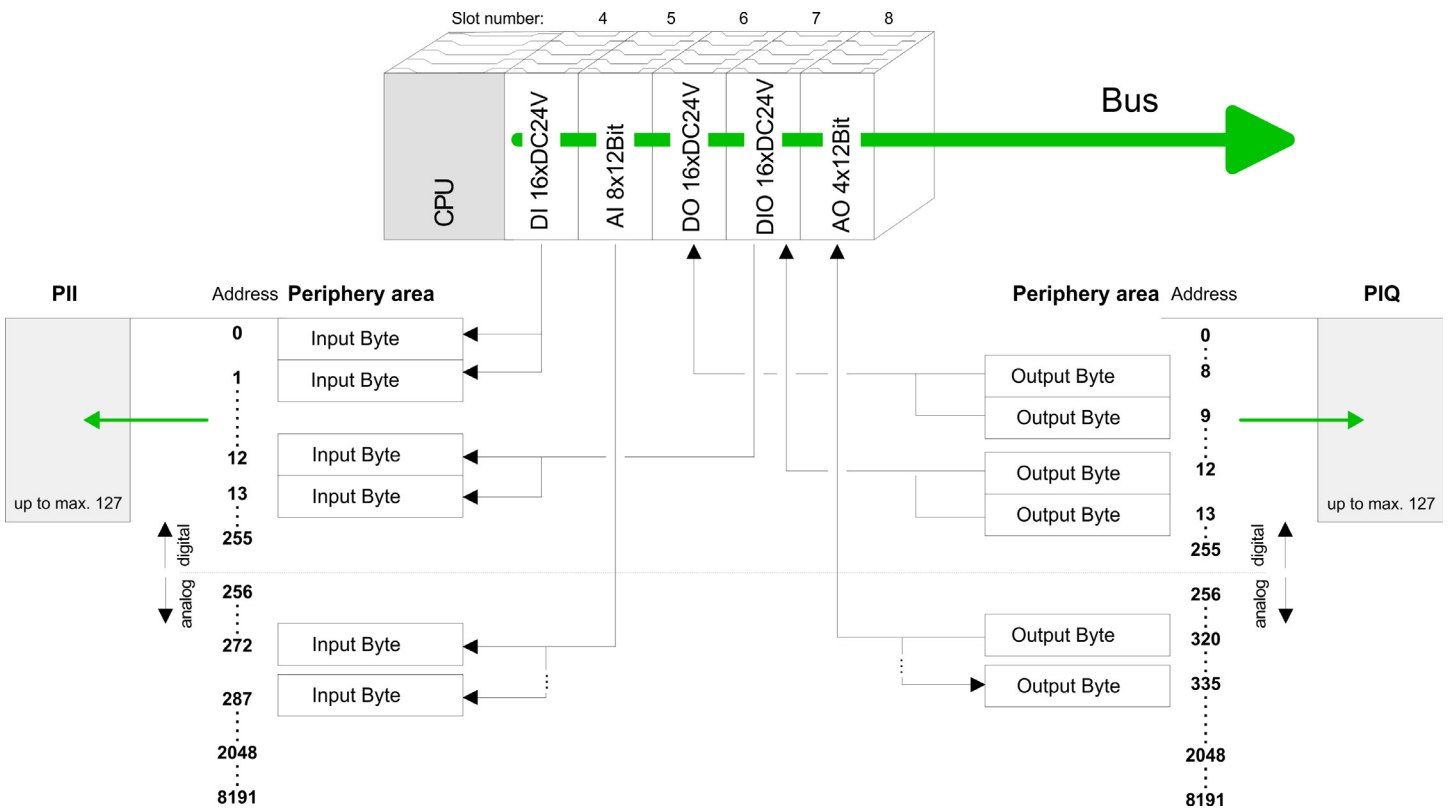 Slot number: 4 5 6 7 8
CPU
DI 16xDC24V
AI 8x12Bit
DO 16xDC24V
DIO 16xDC24V
AO 4x12Bit
Bus
PII
Address
Periphery area
0
Input Byte
1
Input Byte
12
Input Byte
13
Input Byte
255
up to max. 127
digital
analog
256
272
Input Byte
287
Input Byte
2048
8191
Periphery area
Address
PIQ
0
Output Byte
8
Output Byte
9
Output Byte
12
Output Byte
13
255
up to max. 127
digital
analog
256
Output Byte
320
Output Byte
335
2048
8191